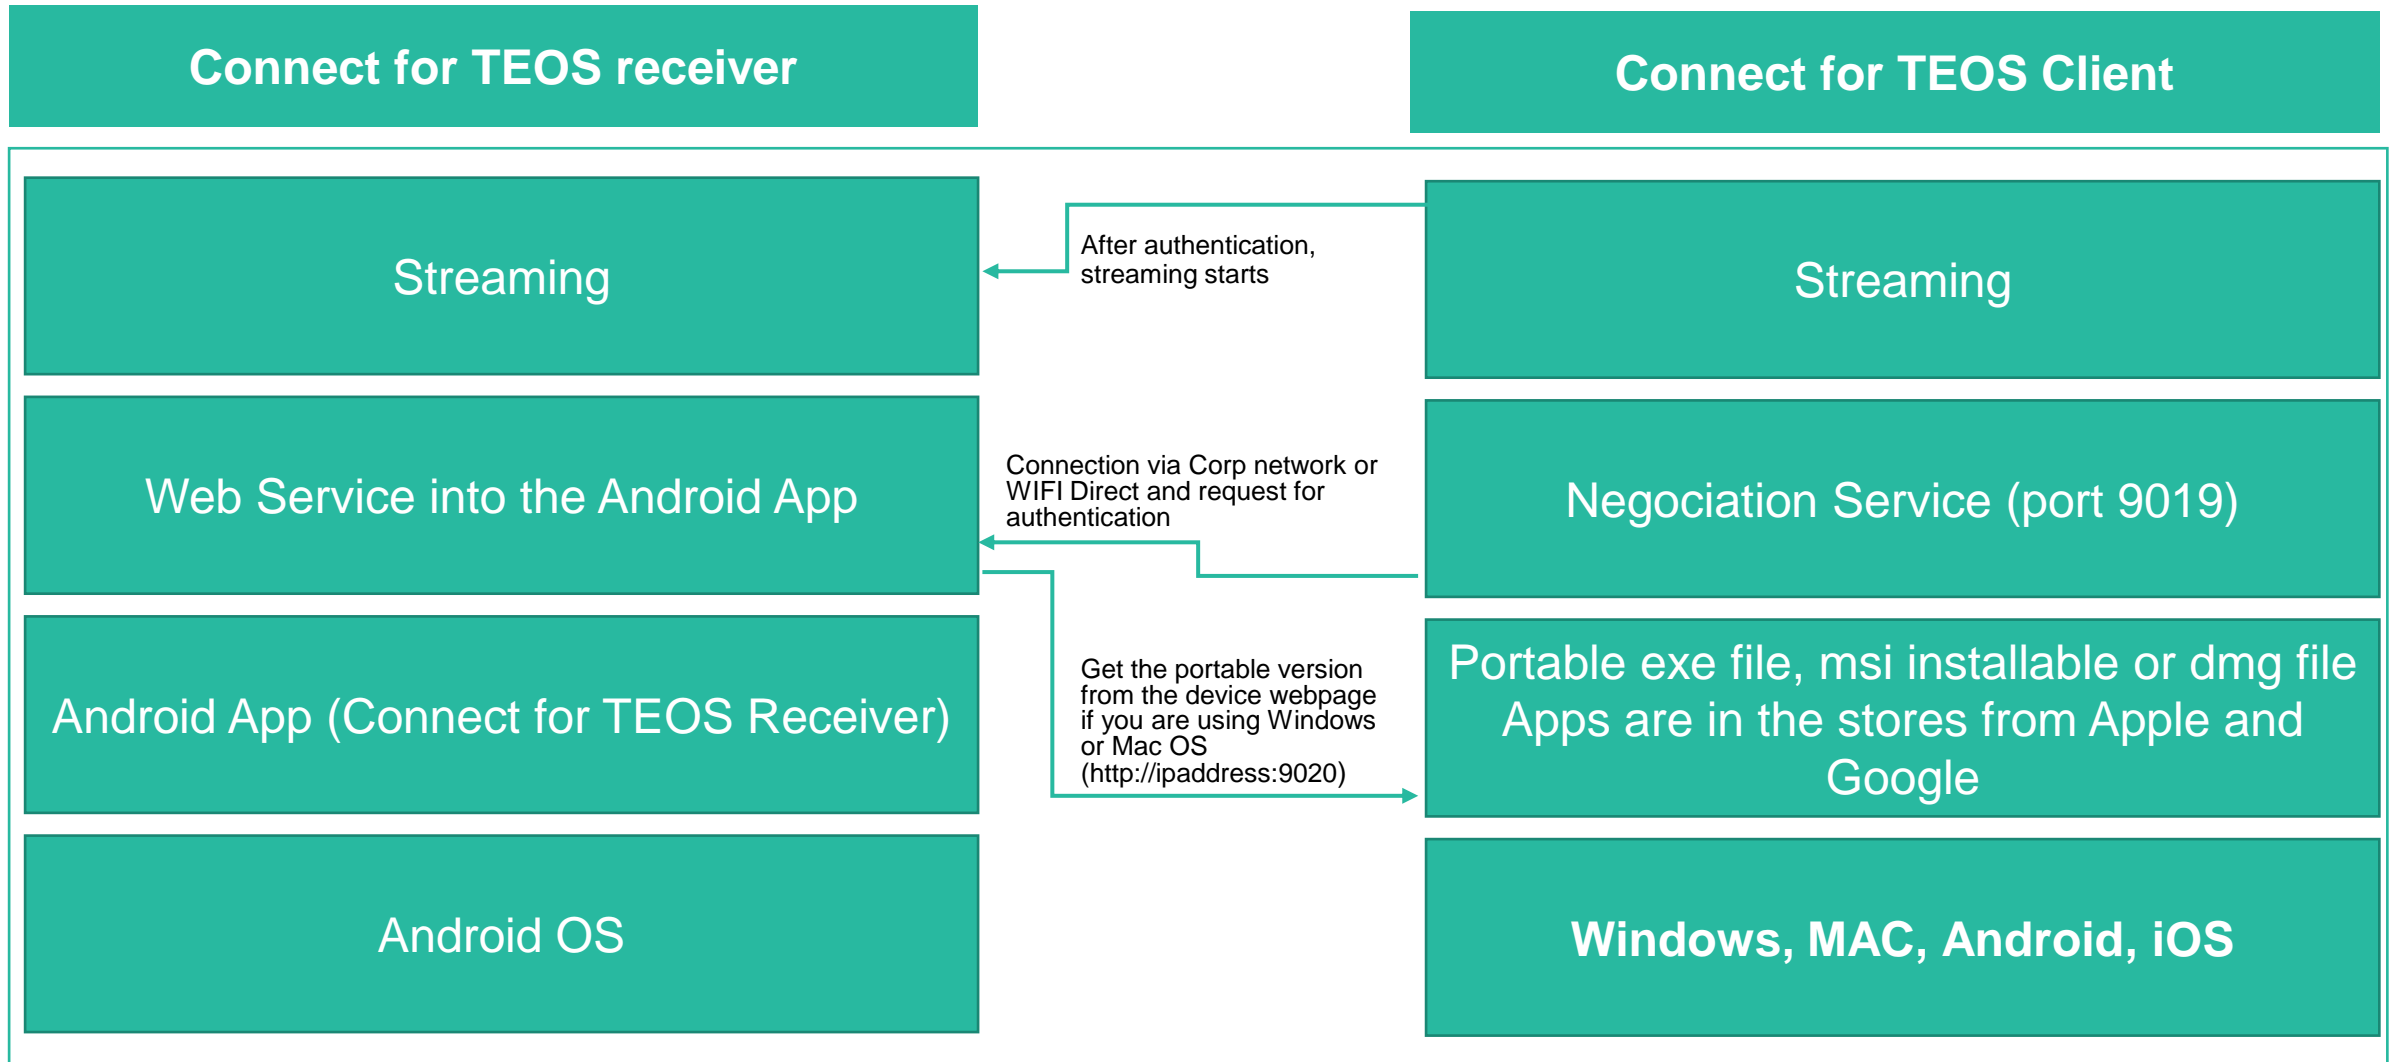 Connect for TEOS receiver
Connect for TEOS Client
Streaming
After authentication,
streaming starts
Streaming
Web Service into the Android App
Connection via Corp network or
WIFI Direct and request for
authentication
Negociation Service (port 9019)
Android App (Connect for TEOS Receiver)
Get the portable version
from the device webpage
if you are using Windows
or Mac OS
(http://ipaddress:9020)
Portable exe file, msi installable or dmg file
Apps are in the stores from Apple and
Google
Android OS
Windows, MAC, Android, iOS